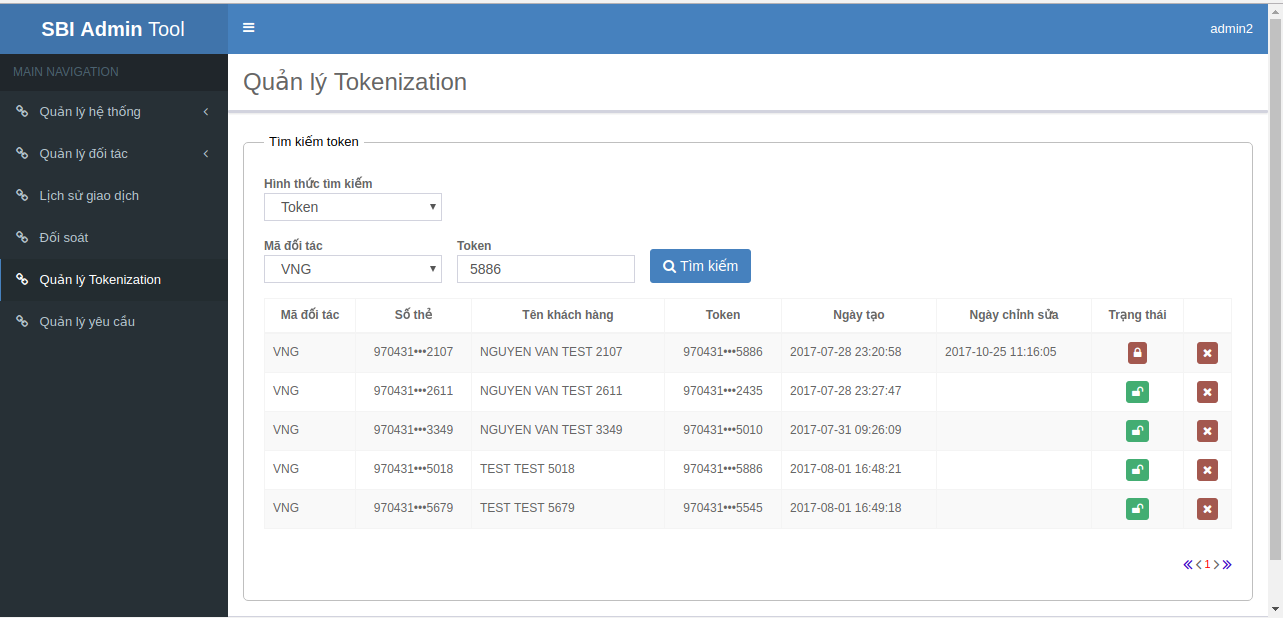 SBI Admin Tool
admin2
MAIN NAVIGATION
Quản lý hệ thống
Quản lý đối tác
Lịch sử giao dịch
Đối soát
Quản lý Tokenization
Quản lý yêu cầu
Quản lý Tokenization
Tìm kiếm token
Hình thức tìm kiếm
Token
Mã đối tác Token
VNG 5886 Tìm kiếm
Mã đối tác Số thẻ Tên khách hàng Token Ngày tạo Ngày chỉnh sửa Trạng thái
VNG 970431•••2107 NGUYEN VAN TEST 2107 970431•••5886 2017-07-28 23:20:58 2017-10-25 11:16:05
VNG 970431•••2611 NGUYEN VAN TEST 2611 970431•••2435 2017-07-28 23:27:47
VNG 970431•••3349 NGUYEN VAN TEST 3349 970431•••5010 2017-07-31 09:26:09
VNG 970431•••5018 TEST TEST 5018 970431•••5886 2017-08-01 16:48:21
VNG 970431•••5679 TEST TEST 5679 970431•••5545 2017-08-01 16:49:18
« < 1 > »